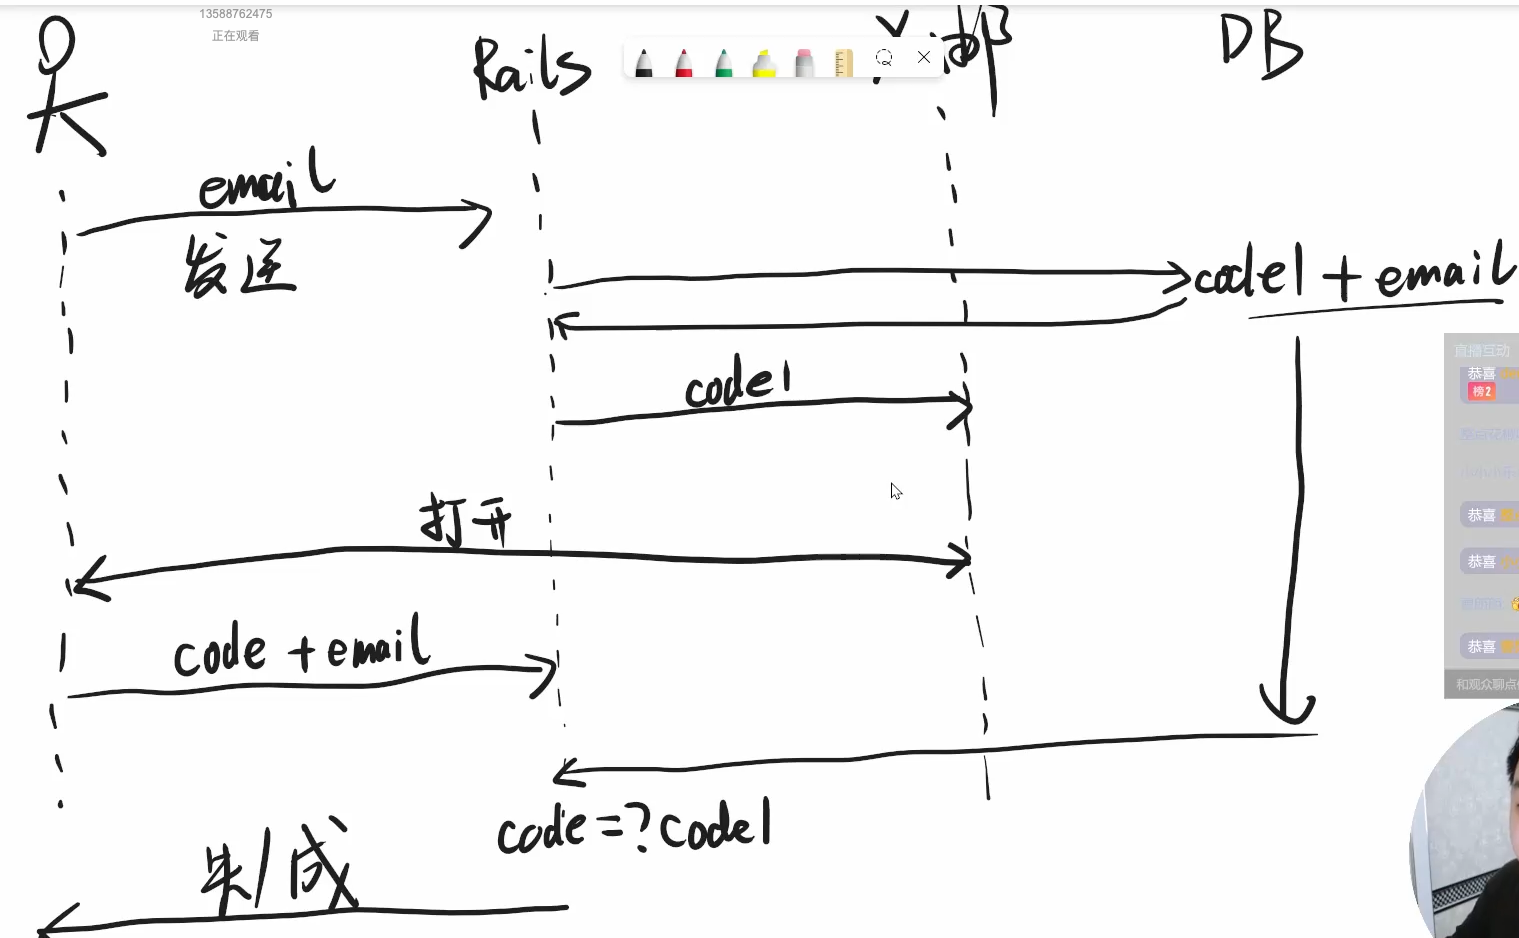 13588762475
正在观看
Rails
DB
email
发送
code1 + email
code1
打开
code + email
code =? code1
失/成
直播互动
恭喜
榜2
恭喜
恭喜
恭喜
和观众聊点